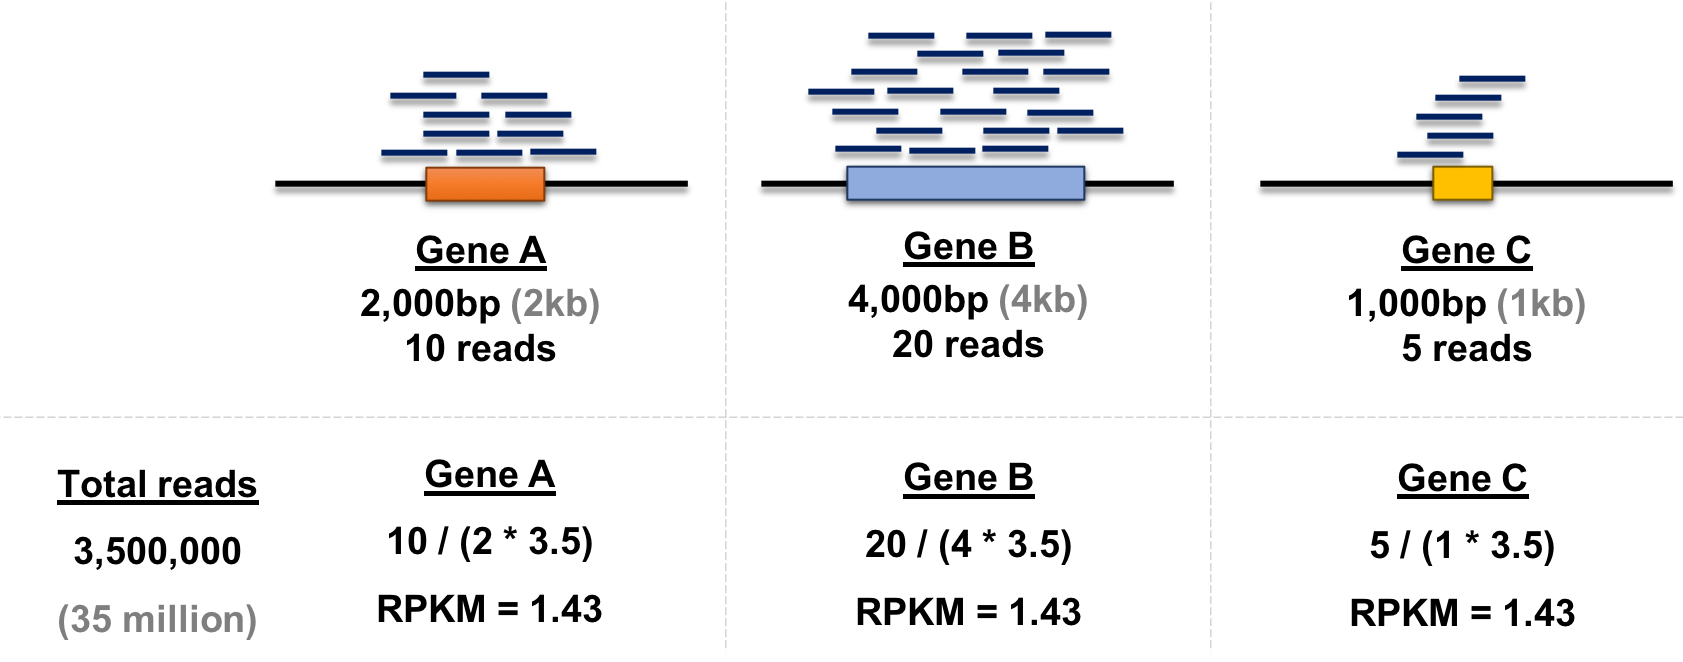 Gene A
2,000bp (2kb)
10 reads
Gene B
4,000bp (4kb)
20 reads
Gene C
1,000bp (1kb)
5 reads
Total reads
3,500,000
(35 million)
Gene A
10 / (2 * 3.5)
RPKM = 1.43
Gene B
20 / (4 * 3.5)
RPKM = 1.43
Gene C
5 / (1 * 3.5)
RPKM = 1.43